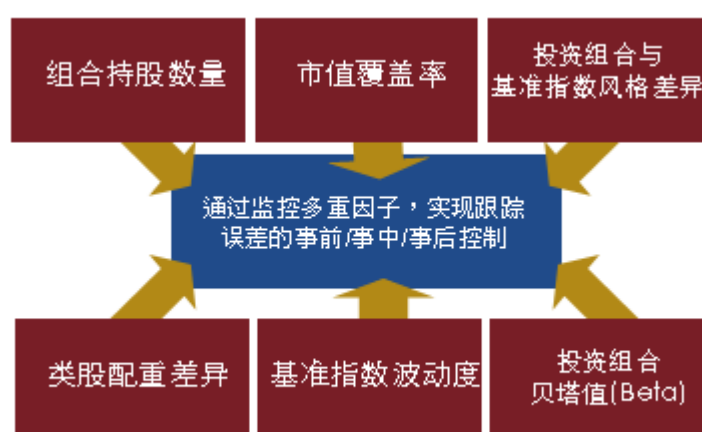 组合持股数量
市值覆盖率
投资组合与
基准指数风格差异
通过监控多重因子，实现跟踪
误差的事前/事中/事后控制
类股配重差异
基准指数波动度
投资组合
贝塔值(Beta)